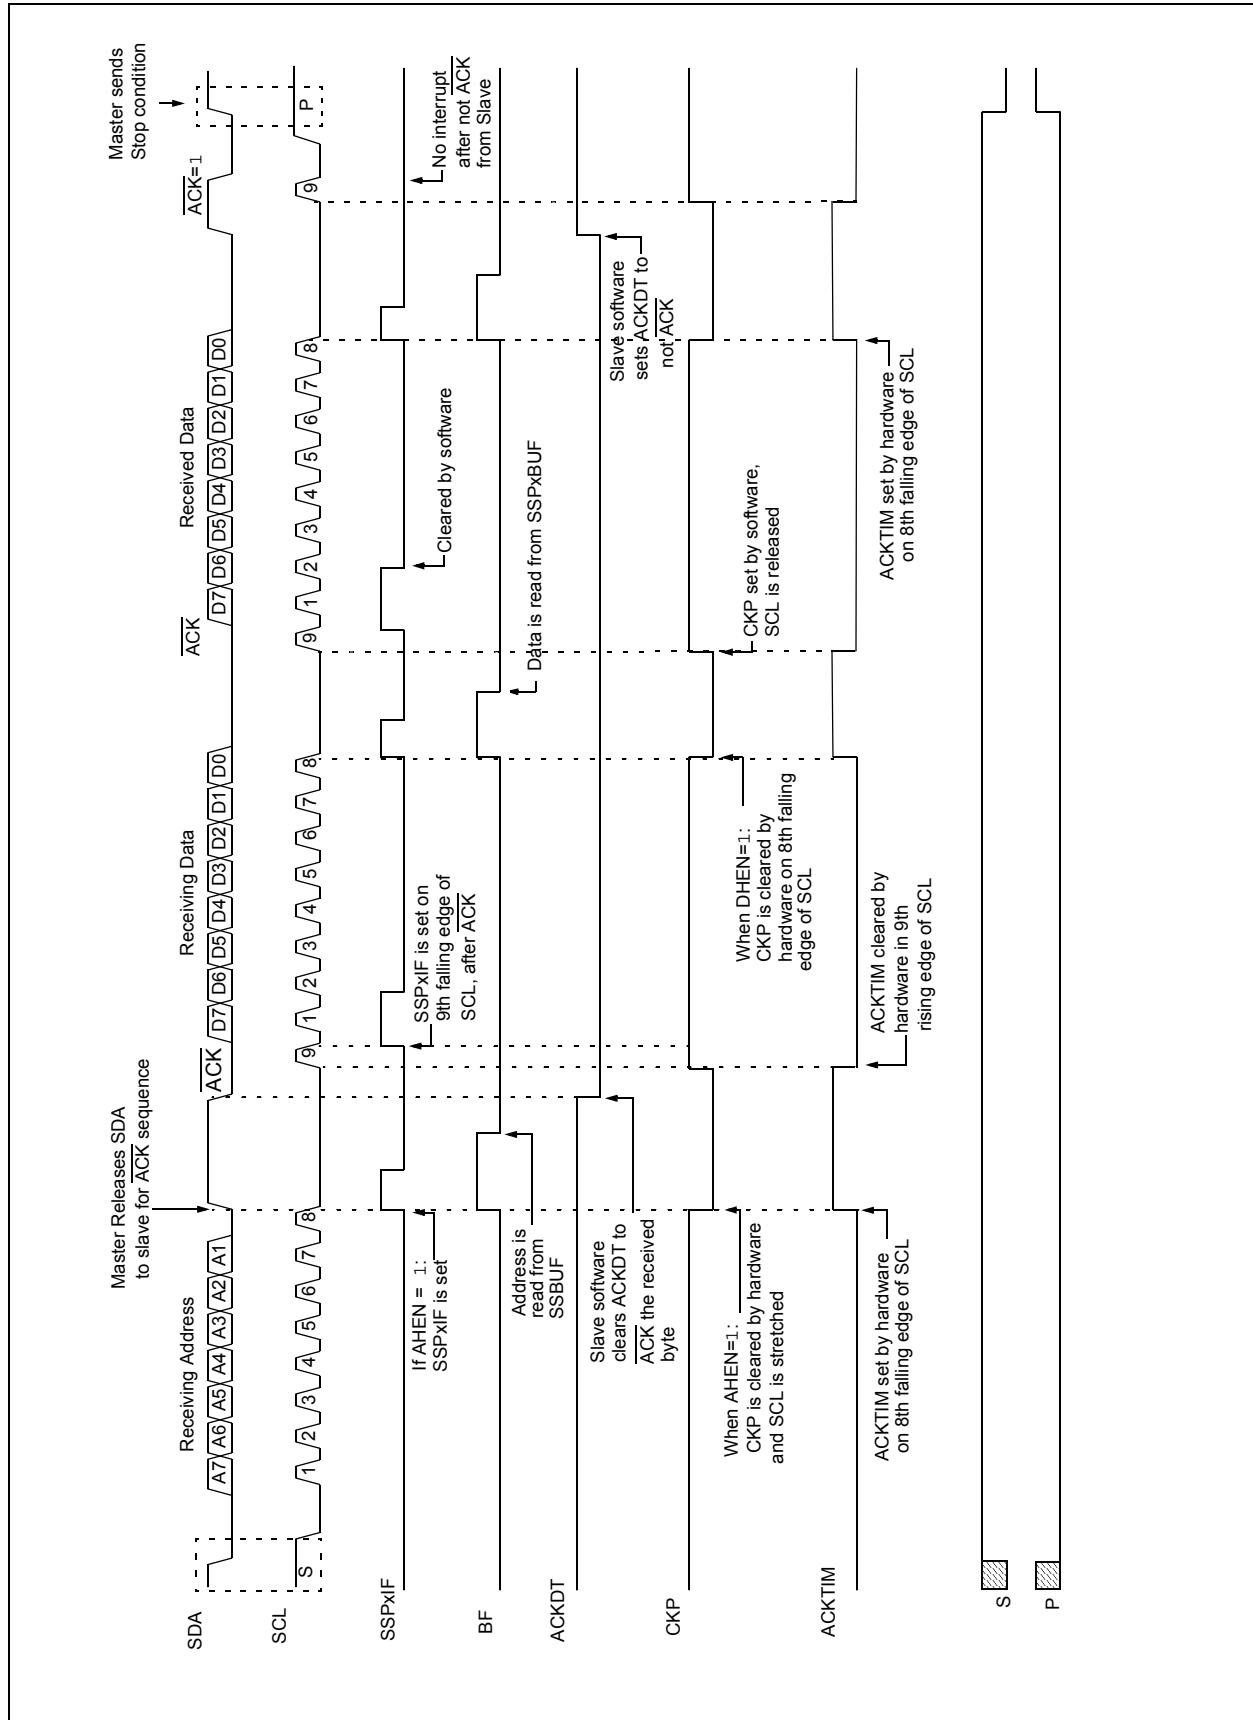 Master Releases SDA
to slave for ACK sequence
Master sends
Stop condition
Receiving Address
Receiving Data
ACK
Received Data
ACK
ACK=1
SDA
A7 A6 A5 A4 A3 A2 A1
D7 D6 D5 D4 D3 D2 D1 D0
D7 D6 D5 D4 D3 D2 D1 D0
SCL
S
1 2 3 4 5 6 7 8
9
1 2 3 4 5 6 7 8
9
1 2 3 4 5 6 7 8
9
P
SSPxIF
If AHEN = 1:
SSPxIF is set
SSPxIF is set on
9th falling edge of
SCL, after ACK
Cleared by software
No interrupt
after not ACK
from Slave
BF
Address is
read from
SSBUF
Data is read from SSPxBUF
ACKDT
Slave software
clears ACKDT to
ACK the received
byte
Slave software
sets ACKDT to
not ACK
CKP
When AHEN=1:
CKP is cleared by hardware
and SCL is stretched
When DHEN=1:
CKP is cleared by
hardware on 8th falling
edge of SCL
CKP set by software,
SCL is released
ACKTIM
ACKTIM set by hardware
on 8th falling edge of SCL
ACKTIM cleared by
hardware in 9th
rising edge of SCL
ACKTIM set by hardware
on 8th falling edge of SCL
S
P